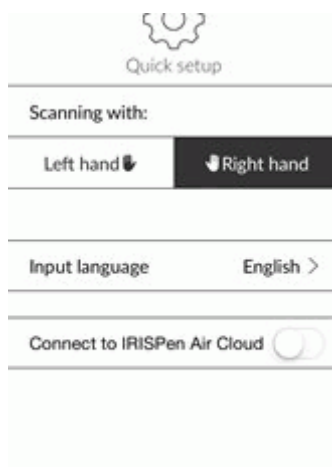 Quick setup
Scanning with:
Left hand Right hand
Input language English >
Connect to IRISPen Air Cloud